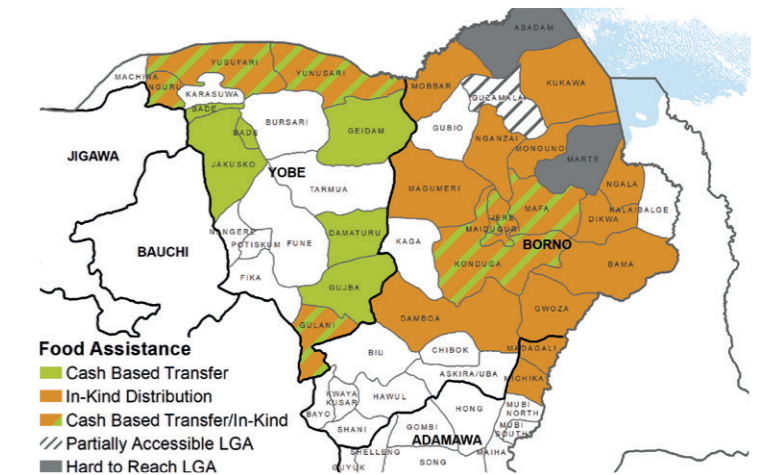 ABADAM
MACHINA
YUSUFARI
YUNUSARI
NGURU
KARASUWA
MOBBAR
GUZAMALA
KUKAWA
BADE
BURSARI
GEIDAM
GUBIO
NGANZAI
MONGUNO
BADE
MARTE
JIGAWA
JAKUSKO
YOBE
TARMUA
MAGUMERI
NGALA
MAFA
JERE
DIKWA
KALA/BALGE
NANGERE
POTISKUM
FUNE
DAMATURU
KAGA
MAIDUGURI
BORNO
BAUCHI
KONDUGA
BAMA
FIKA
GUJBA
GWOZA
GULANI
DAMBOA
Food Assistance
BIU
CHIBOK
MADAGALI
Cash Based Transfer
ASKIRA/UBA
MICHIKA
In-Kind Distribution
KWAYA
KUSAR
HAWUL
Cash Based Transfer/In-Kind
BAYO
HONG
MUBI
NORTH
Partially Accessible LGA
SHANI
GOMBI
MUBI
SOUTH
ADAMAWA
SHELLENG
MAIHA
Hard to Reach LGA
GUYUK
SONG